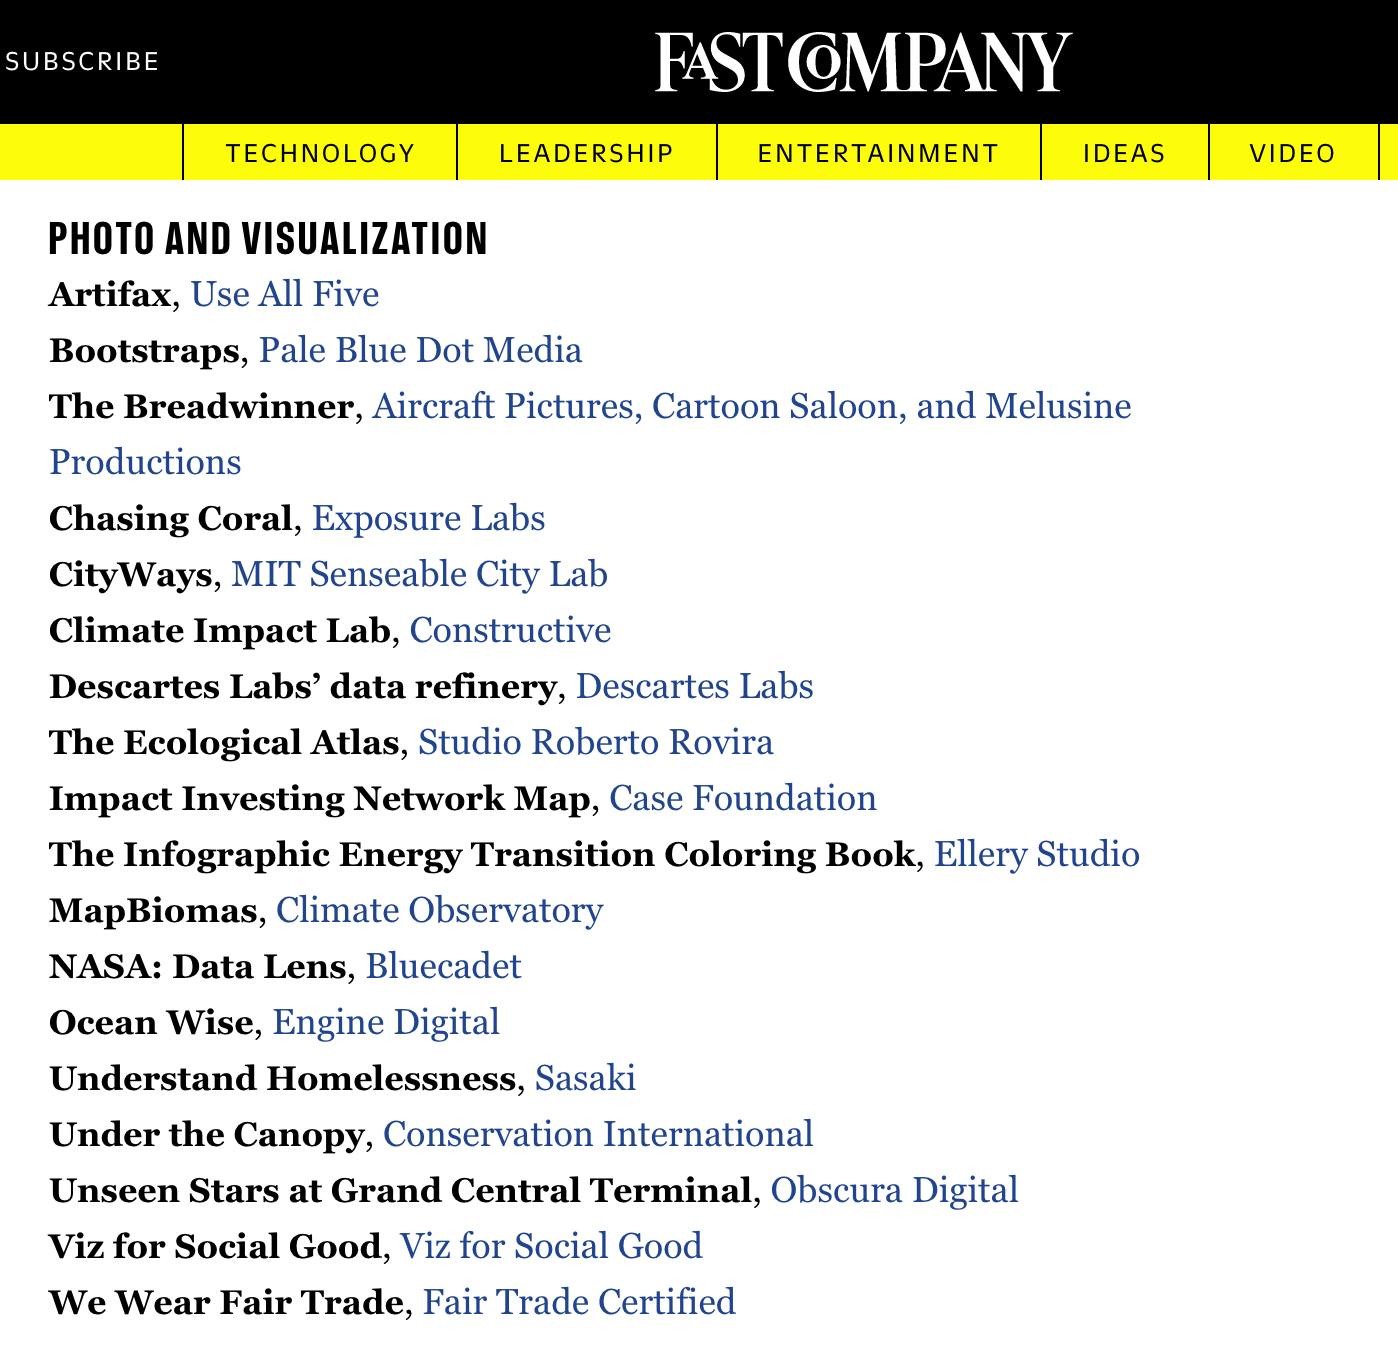 SUBSCRIBE
FAST COMPANY
TECHNOLOGY
LEADERSHIP
ENTERTAINMENT
IDEAS
VIDEO
PHOTO AND VISUALIZATION
Artifax, Use All Five
Bootstraps, Pale Blue Dot Media
The Breadwinner, Aircraft Pictures, Cartoon Saloon, and Melusine
Productions
Chasing Coral, Exposure Labs
CityWays, MIT Senseable City Lab
Climate Impact Lab, Constructive
Descartes Labs’ data refinery, Descartes Labs
The Ecological Atlas, Studio Roberto Rovira
Impact Investing Network Map, Case Foundation
The Infographic Energy Transition Coloring Book, Ellery Studio
MapBiomas, Climate Observatory
NASA: Data Lens, Bluecadet
Ocean Wise, Engine Digital
Understand Homelessness, Sasaki
Under the Canopy, Conservation International
Unseen Stars at Grand Central Terminal, Obscura Digital
Viz for Social Good, Viz for Social Good
We Wear Fair Trade, Fair Trade Certified